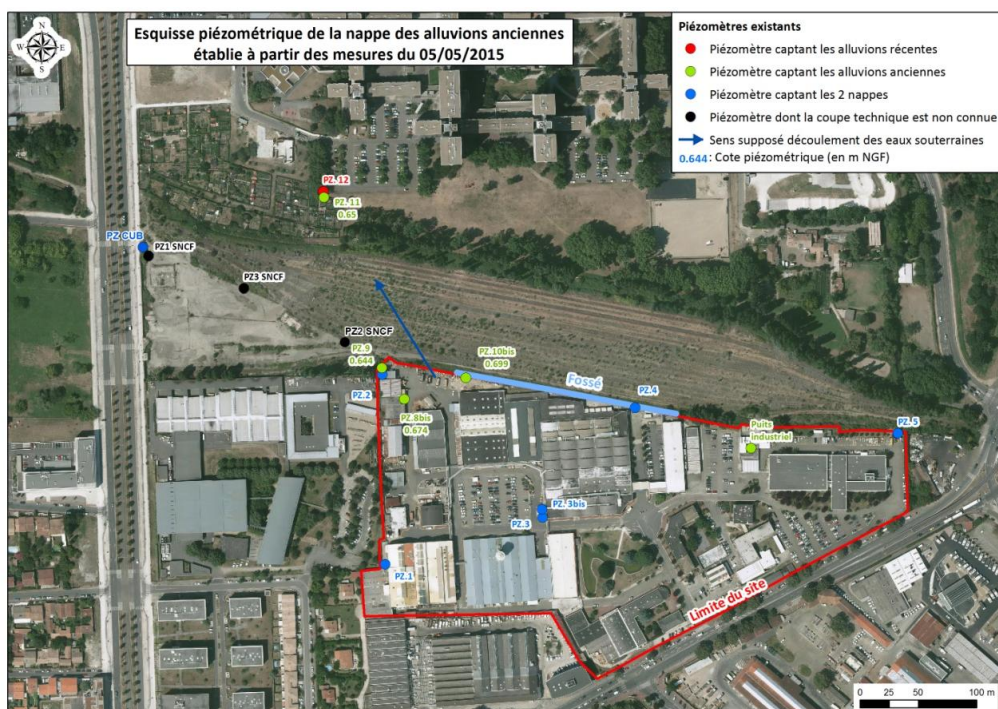 Esquisse piézométrique de la nappe des alluvions anciennes
établie à partir des mesures du 05/05/2015
N
W
E
S
Piézomètres existants
Piézomètre captant les alluvions récentes
Piézomètre captant les alluvions anciennes
Piézomètre captant les 2 nappes
Piézomètre dont la coupe technique est non connue
Sens supposé découlement des eaux souterraines
0.644 : Cote piézométrique (en m NGF)
PZ. 12
PZ. 11
0.65
PZ CUB
PZ1 SNCF
PZ3 SNCF
PZ2 SNCF
PZ.9
0.644
PZ.10bis
0.699
PZ.2
Fossé
PZ.4
PZ.8bis
0.674
Puits
industriel
PZ. 5
PZ. 3bis
PZ.3
PZ.1
Limite du site
0 25 50 100 m